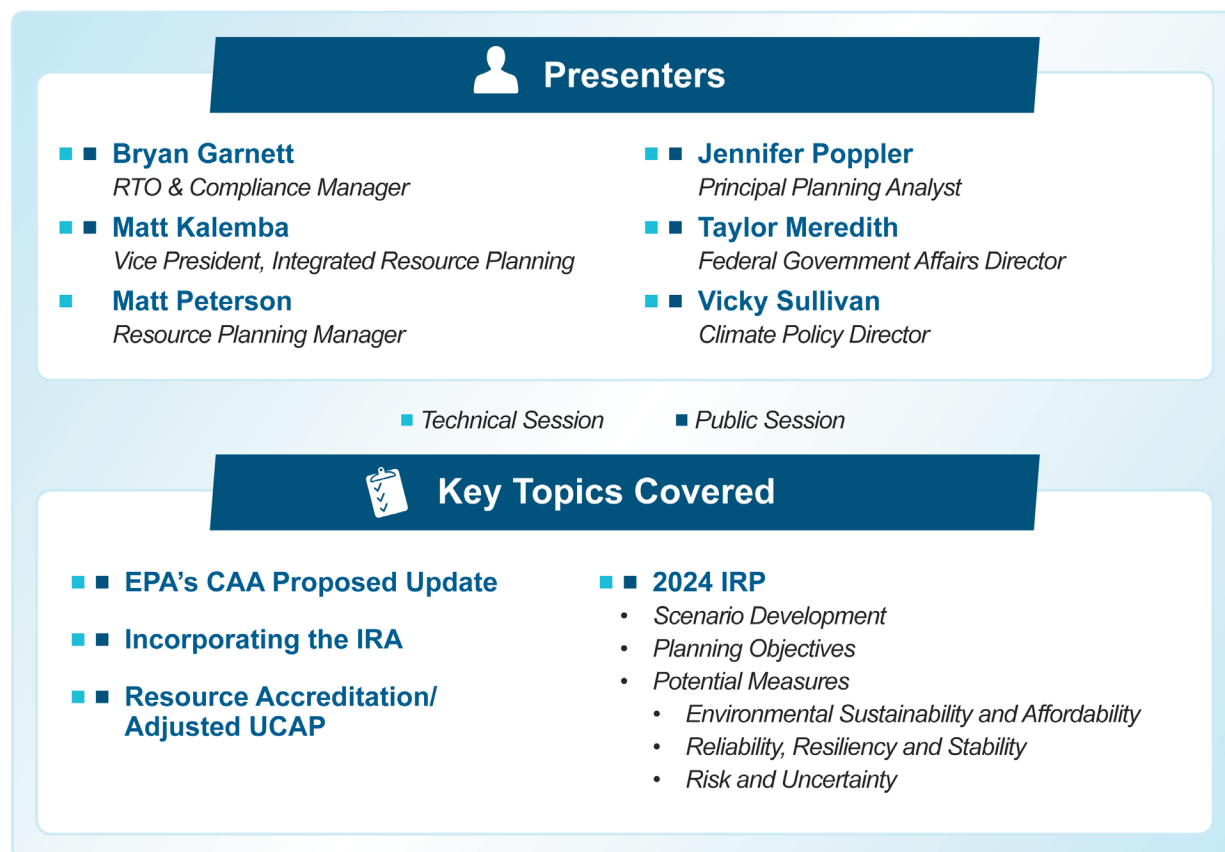 Presenters
Bryan Garnett
RTO & Compliance Manager
Matt Kalemba
Vice President, Integrated Resource Planning
Matt Peterson
Resource Planning Manager
Jennifer Poppler
Principal Planning Analyst
Taylor Meredith
Federal Government Affairs Director
Vicky Sullivan
Climate Policy Director
Technical Session
Public Session
Key Topics Covered
EPA's CAA Proposed Update
Incorporating the IRA
Resource Accreditation/
Adjusted UCAP
2024 IRP
• Scenario Development
• Planning Objectives
• Potential Measures
• Environmental Sustainability and Affordability
• Reliability, Resiliency and Stability
• Risk and Uncertainty